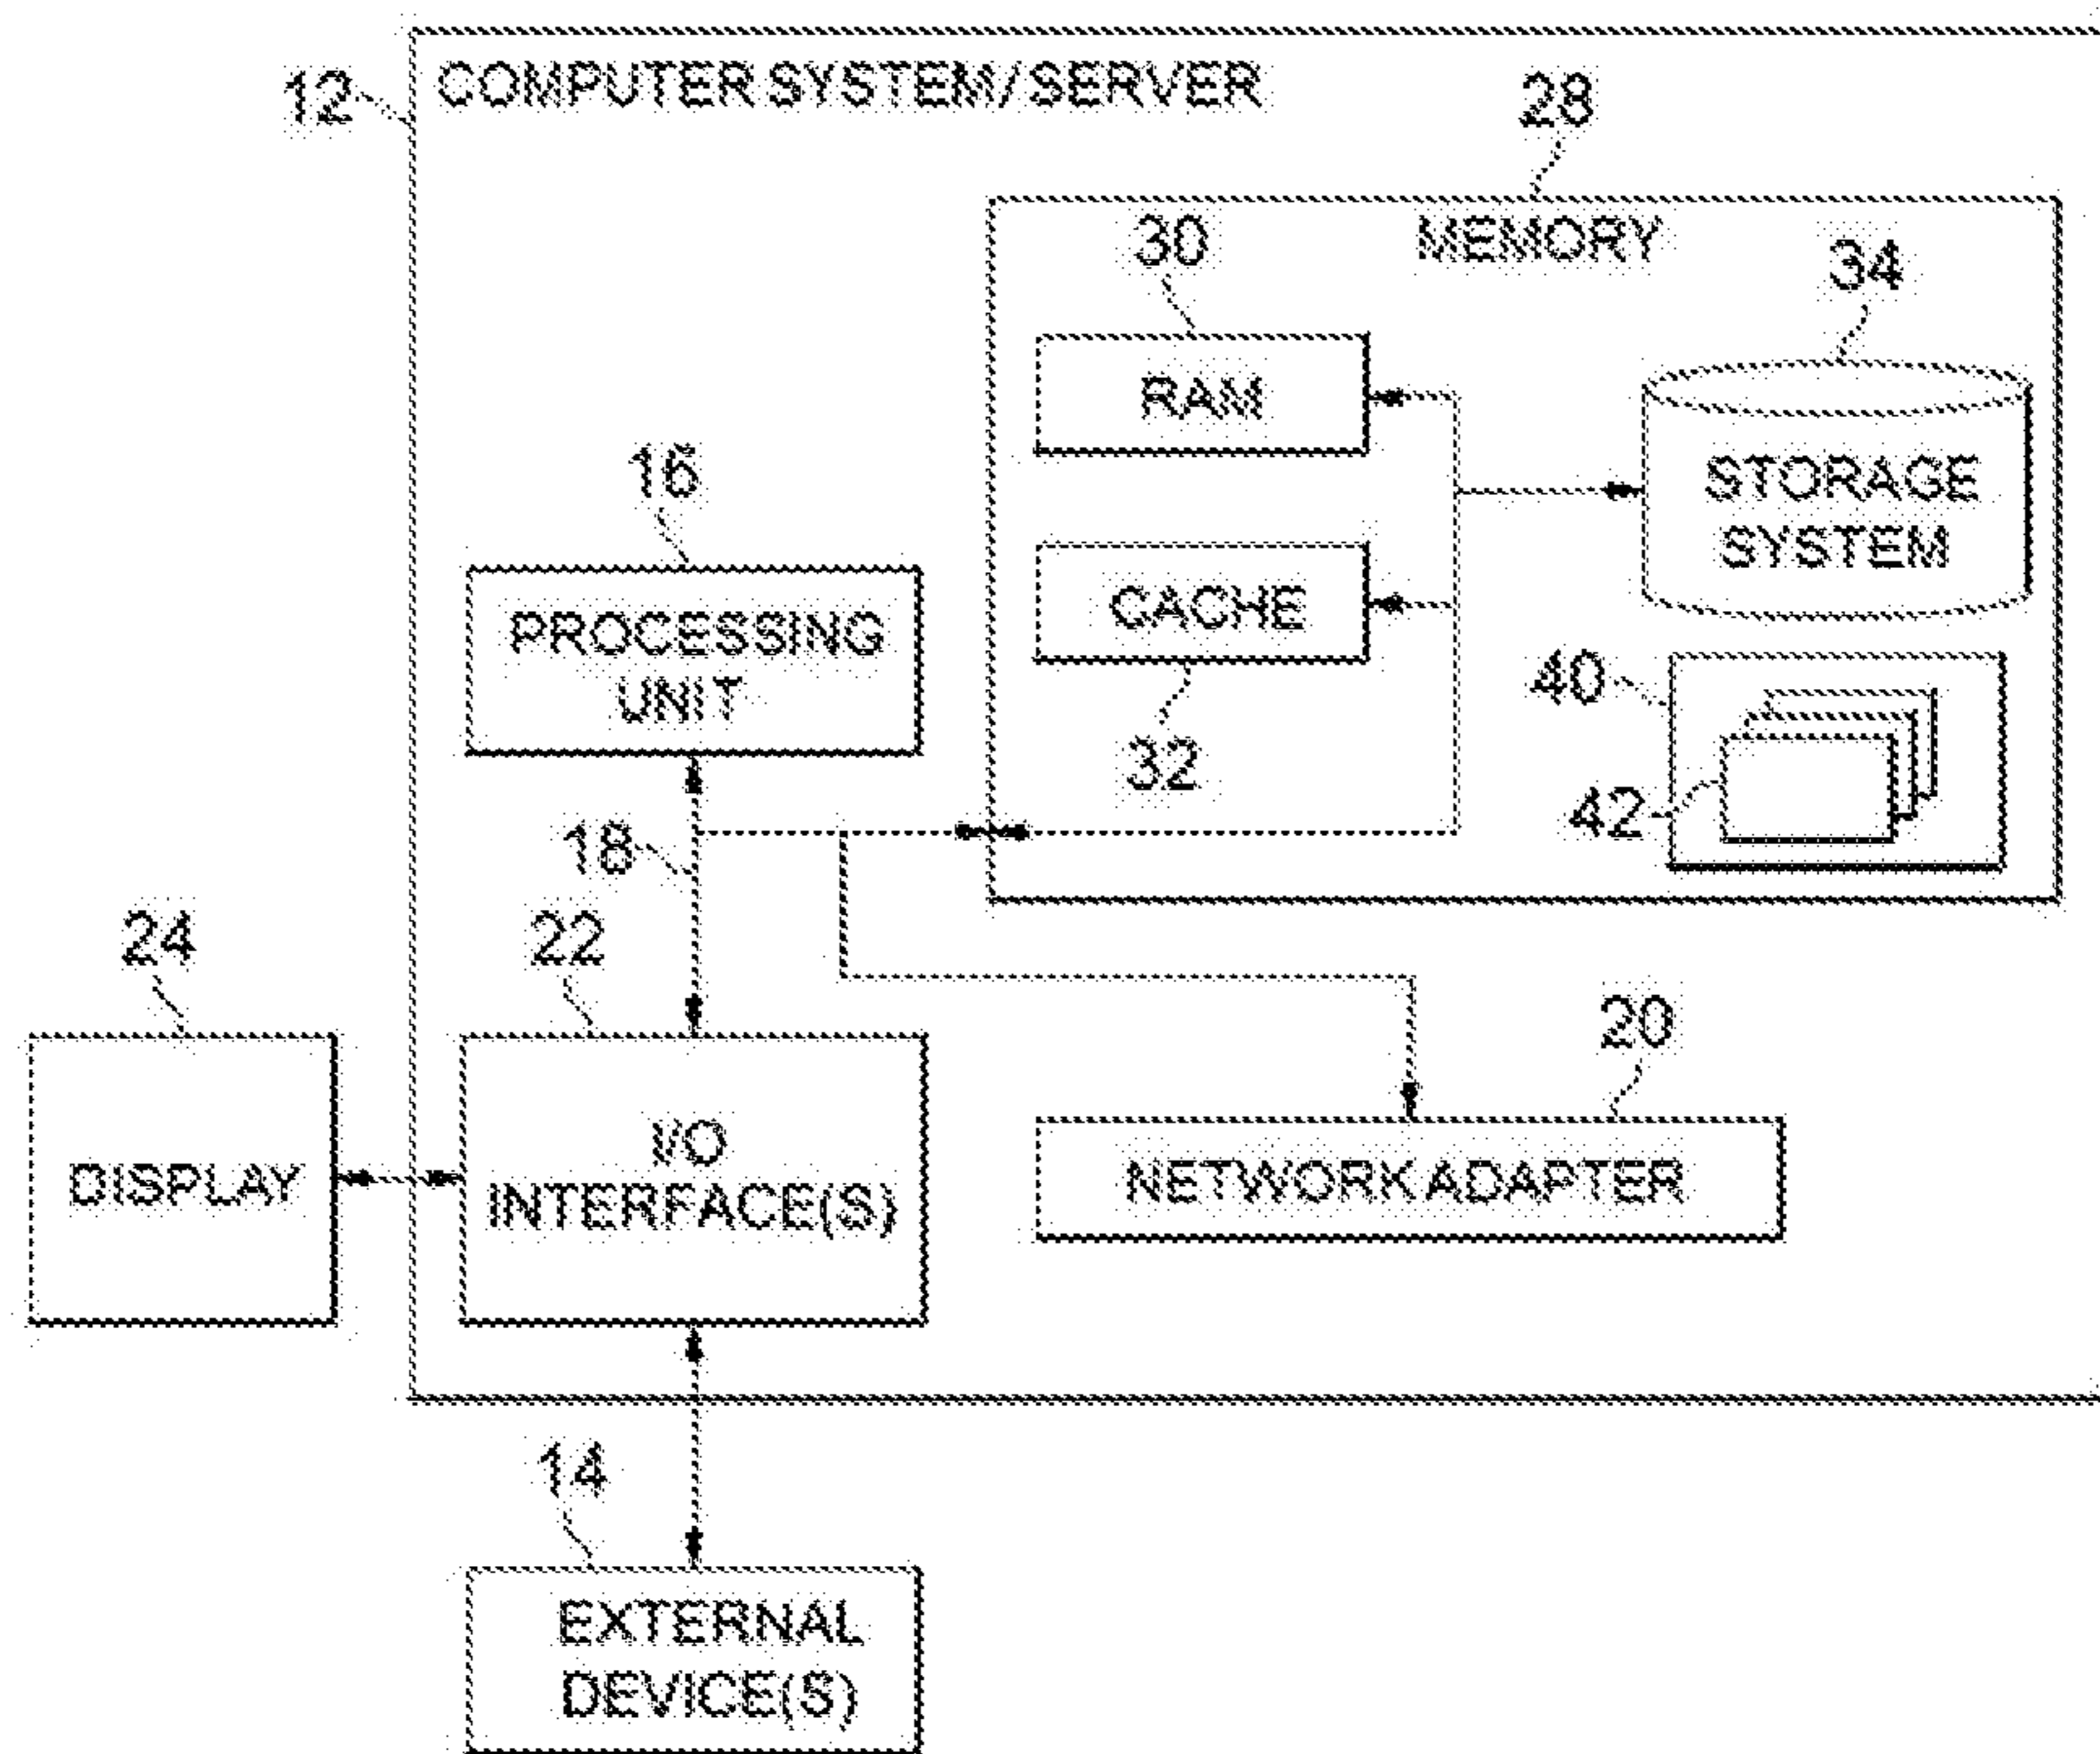 12
COMPUTER SYSTEM/SERVER
28
MEMORY
30
34
RAM
STORAGE
SYSTEM
16
PROCESSING
UNIT
CACHE
32
40
42
18
24
22
20
DISPLAY
I/O
INTERFACE(S)
NETWORK ADAPTER
14
EXTERNAL
DEVICE(S)